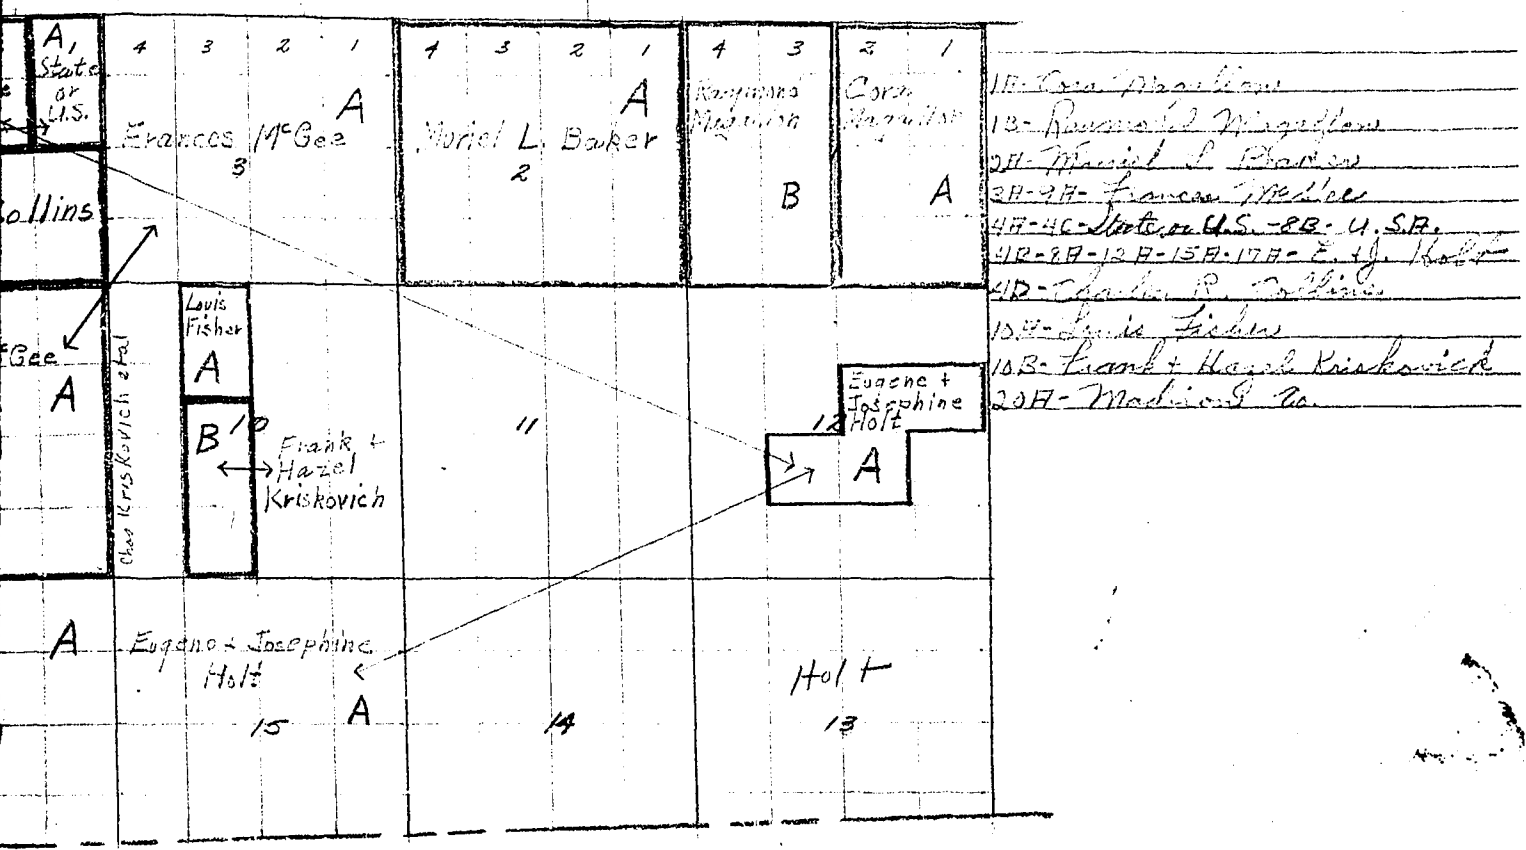 A,
State
or
U.S.
4 3 2 1
A
Frances McGee
3
4 3 2 1
A
Muriel L. Baker
2
4 3
Raymond
B
2 1
Cora
A
ollins
Gee
A
Chas Kriskovich etal
Louis
Fisher
A
B
10
Frank +
Hazel
Kriskovich
11
12
Eugene +
Josephine
Holt
A
A
Eugene + Josephine
Holt
A
15
14
Holt
13
1A- Cora
1B- Raymond
2A- Muriel L Baker
3A-9A- Frances McGee
4A-4C- State or U.S. -8B- U.S.A.
4B-8A-12A-15A-17A- E. + J. Holt
4D- Charles R. Collins
10A- Louis Fisher
10B- Frank + Hazel Kriskovich
20A- Madison Co.